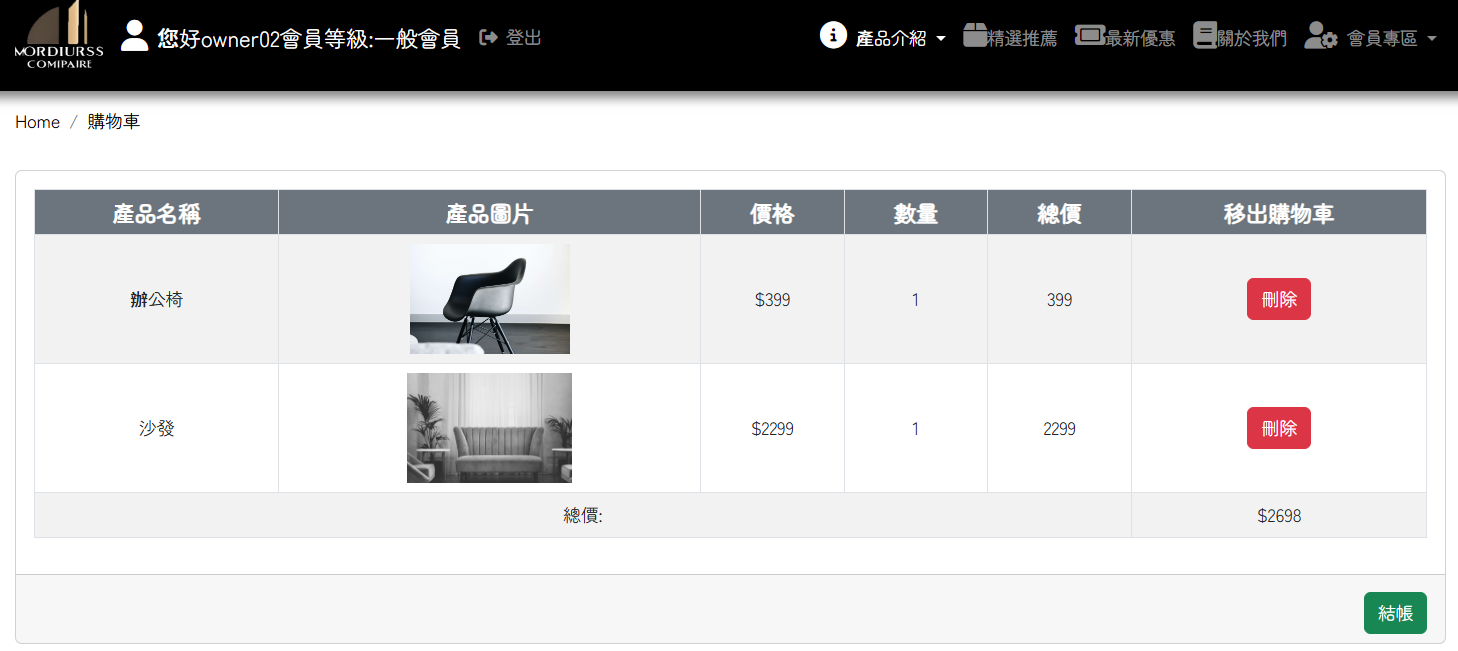 MORDIURSS
COMIPAIRE
您好owner02會員等級:一般會員 登出
產品介紹 精選推薦 最新優惠 關於我們 會員專區
Home / 購物車
產品名稱 產品圖片 價格 數量 總價 移出購物車
辦公椅 $399 1 399 刪除
沙發 $2299 1 2299 刪除
總價: $2698
結帳